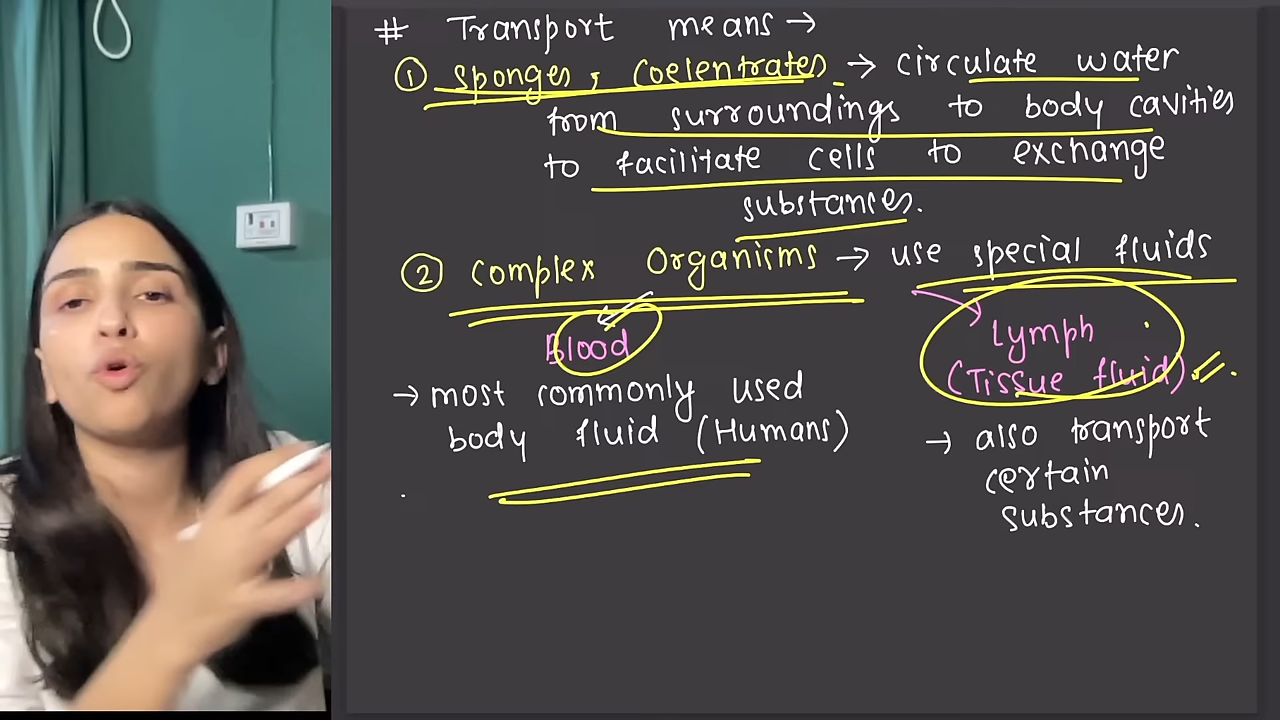 # Transport means →
① Sponges, Coelentrates → circulate water
from surroundings to body cavities
to facilitate cells to exchange
substances.
② Complex Organisms → use special fluids
Blood
Lymph
(Tissue fluid)
→ most commonly used
body fluid (Humans)
→ also transport
certain
substances.